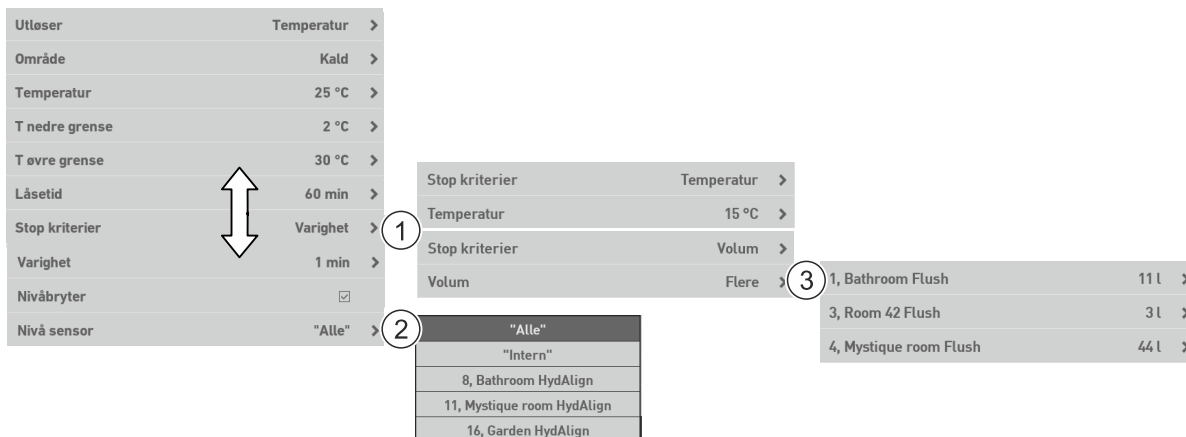 Utløser Temperatur
Område Kald
Temperatur 25 °C
T nedre grense 2 °C
T øvre grense 30 °C
Låsetid 60 min
Stop kriterier Varighet
Varighet 1 min
Nivåbryter
Nivå sensor "Alle"
1
Stop kriterier Temperatur
Temperatur 15 °C
Stop kriterier Volum
Volum Flere
2
"Alle"
"Intern"
8, Bathroom HydAlign
11, Mystique room HydAlign
16, Garden HydAlign
3
1, Bathroom Flush 11 l
3, Room 42 Flush 3 l
4, Mystique room Flush 44 l